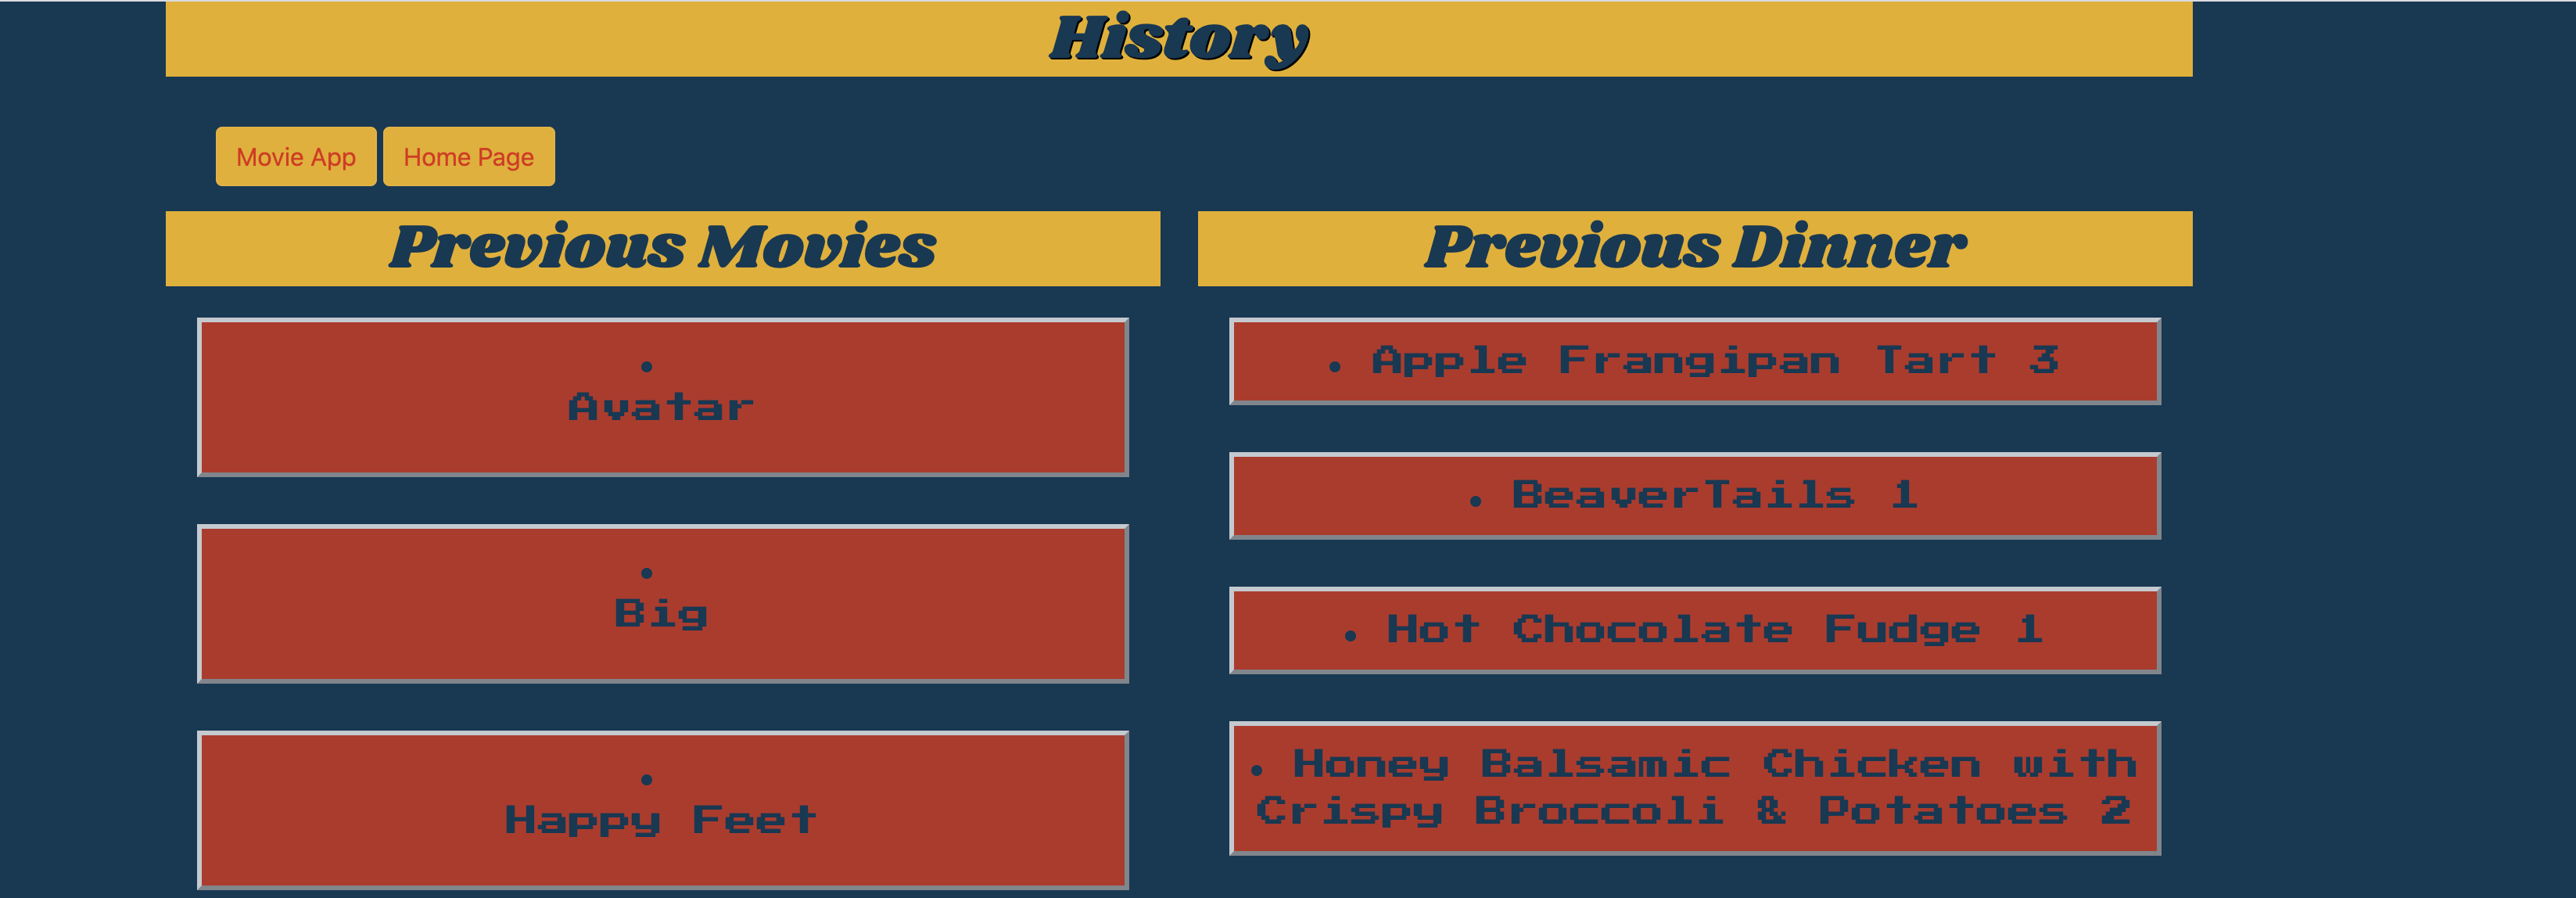 History
Movie App
Home Page
Previous Movies
• Avatar
• Big
• Happy Feet
Previous Dinner
• Apple Frangipan Tart 3
• BeaverTails 1
• Hot Chocolate Fudge 1
• Honey Balsamic Chicken with
Crispy Broccoli & Potatoes 2